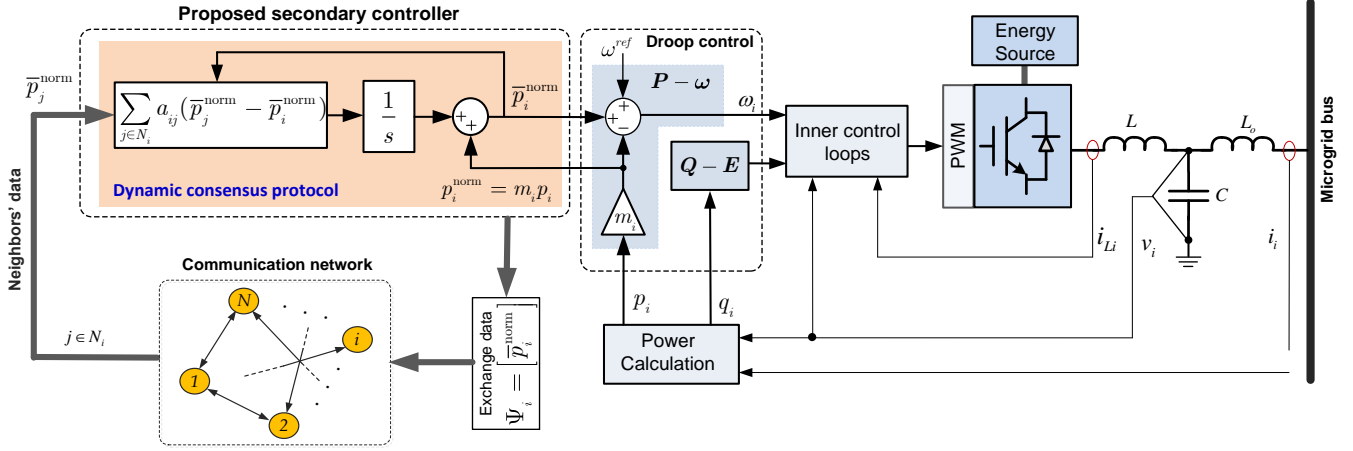 Proposed secondary controller
Droop control
Energy
Source
p̅_j^norm
∑_{j∈N_i} a_ij (p̅_j^norm − p̅_i^norm)
1/s
+
+
p̅_i^norm
ω^ref
+
+
−
P − ω
ω_i
Dynamic consensus protocol
p_i^norm = m_i p_i
m_i
Q − E
Inner control
loops
PWM
L
L_o
C
i_Li
v_i
i_i
Microgrid bus
Neighbors' data
Communication network
N
i
1
2
j ∈ N_i
Exchange data
Ψ_i = [p̅_i^norm]
p_i
q_i
Power
Calculation